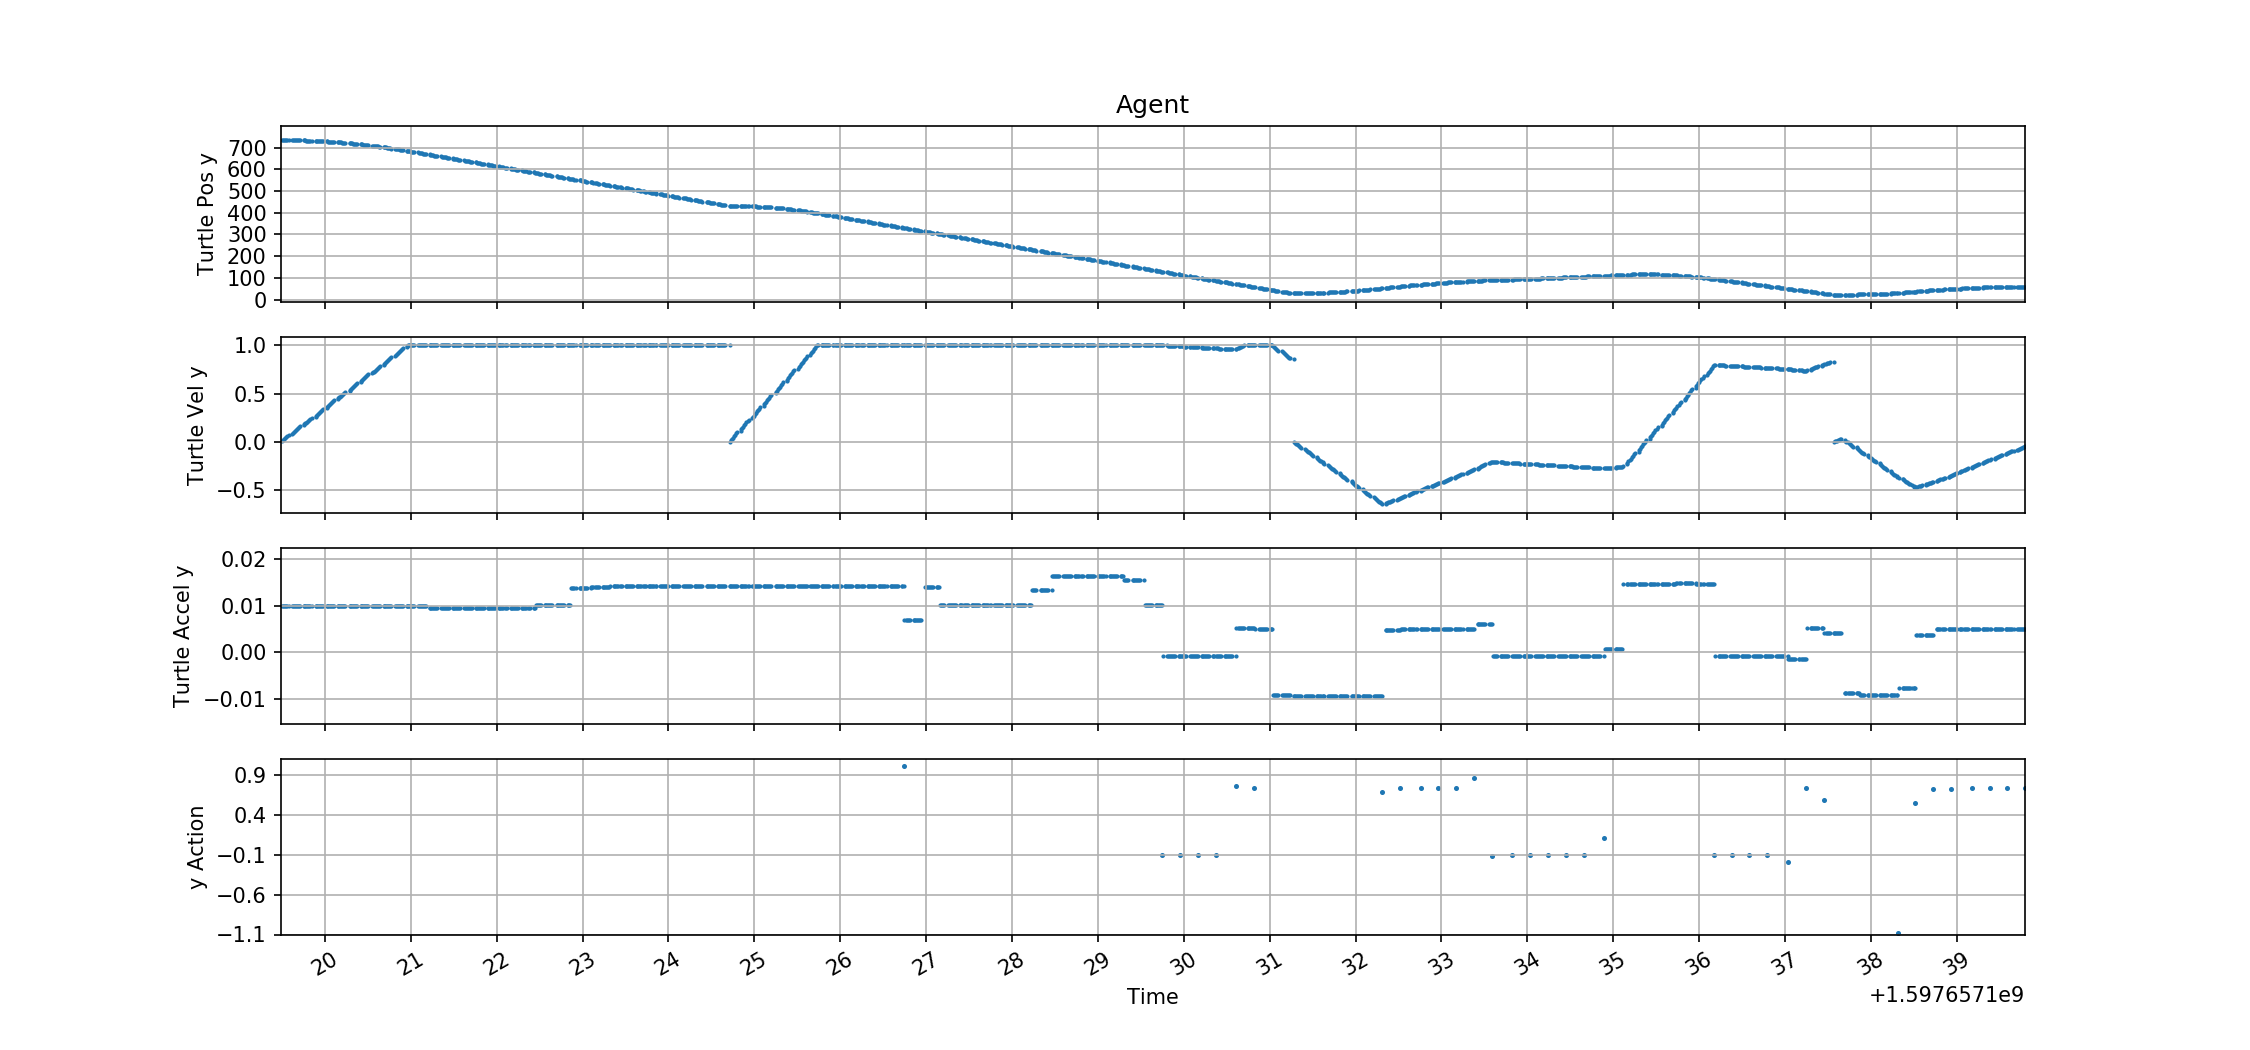 Agent
Turtle Pos y
700
600
500
400
300
200
100
0
Turtle Vel y
1.0
0.5
0.0
−0.5
Turtle Accel y
0.02
0.01
0.00
−0.01
y Action
0.9
0.4
−0.1
−0.6
−1.1
20 21 22 23 24 25 26 27 28 29 30 31 32 33 34 35 36 37 38 39
Time
+1.5976571e9